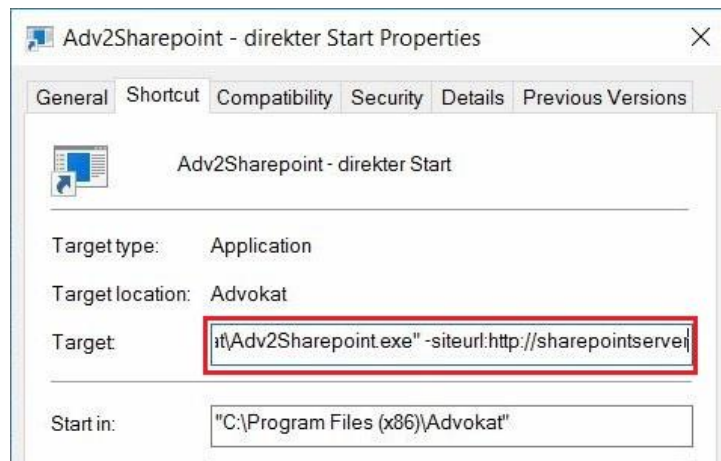 Adv2Sharepoint - direkter Start Properties
General Shortcut Compatibility Security Details Previous Versions
Adv2Sharepoint - direkter Start
Target type: Application
Target location: Advokat
Target: at\Adv2Sharepoint.exe" -siteurl:http://sharepointserver
Start in: "C:\Program Files (x86)\Advokat"